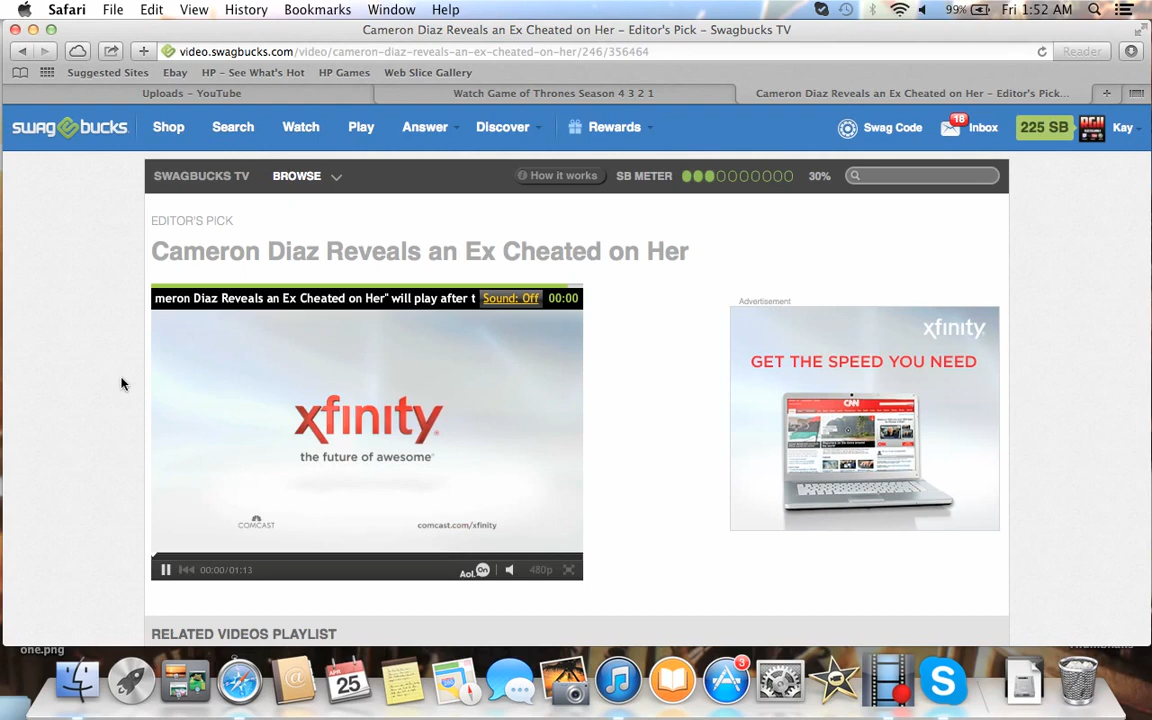 Safari File Edit View History Bookmarks Window Help 99% Fri 1:52 AM
Cameron Diaz Reveals an Ex Cheated on Her – Editor's Pick – Swagbucks TV
video.swagbucks.com/video/cameron-diaz-reveals-an-ex-cheated-on-her/246/356464 Reader
Suggested Sites Ebay HP – See What's Hot HP Games Web Slice Gallery
Uploads – YouTube Watch Game of Thrones Season 4 3 2 1 Cameron Diaz Reveals an Ex Cheated on Her – Editor's Pick...
swagbucks Shop Search Watch Play Answer Discover Rewards Swag Code 18 Inbox 225 SB Kay
SWAGBUCKS TV BROWSE How it works SB METER 30%
EDITOR'S PICK
Cameron Diaz Reveals an Ex Cheated on Her
meron Diaz Reveals an Ex Cheated on Her" will play after t Sound: Off 00:00
Advertisement
xfinity
GET THE SPEED YOU NEED
CNN
xfinity
the future of awesome
COMCAST comcast.com/xfinity
00:00/01:13 Aol. On 480p
RELATED VIDEOS PLAYLIST
one.png
APR
25
3